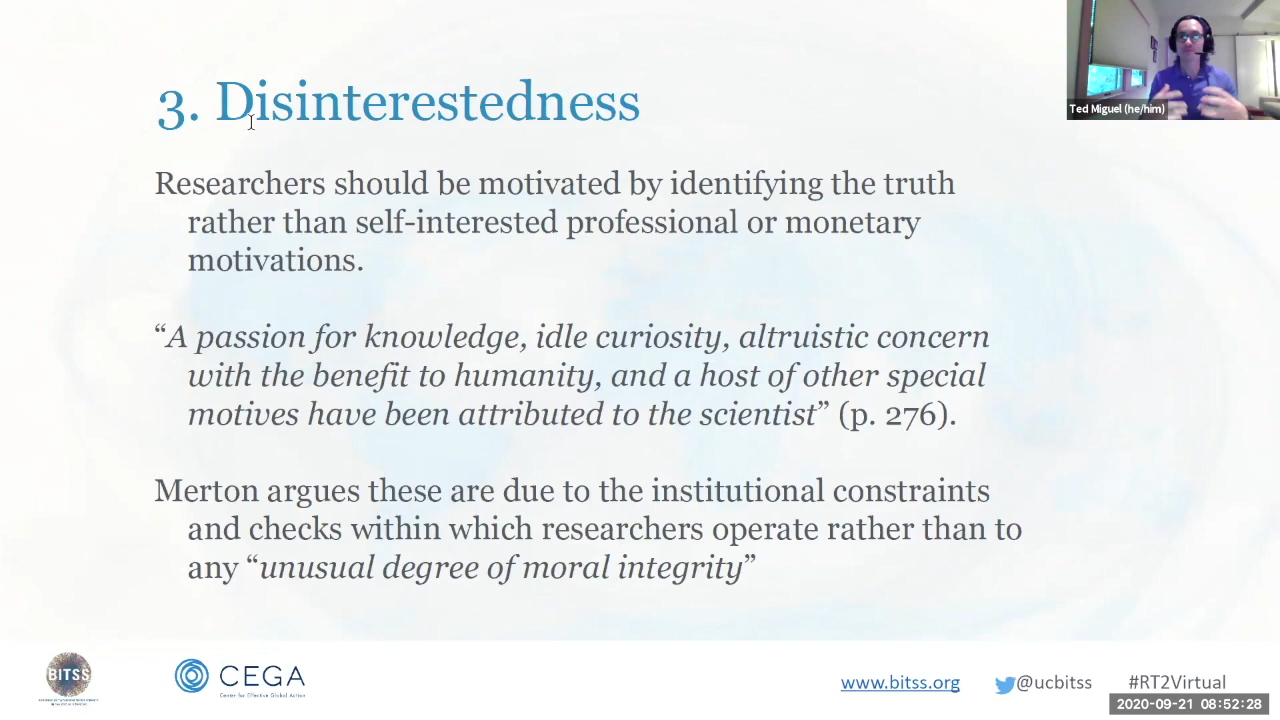 3. Disinterestedness
Ted Miguel (he/him)
Researchers should be motivated by identifying the truth
rather than self-interested professional or monetary
motivations.
“A passion for knowledge, idle curiosity, altruistic concern
with the benefit to humanity, and a host of other special
motives have been attributed to the scientist” (p. 276).
Merton argues these are due to the institutional constraints
and checks within which researchers operate rather than to
any “unusual degree of moral integrity”
BITSS
CEGA
Center for Effective Global Action
www.bitss.org
@ucbitss
#RT2Virtual
2020-09-21 08:52:28